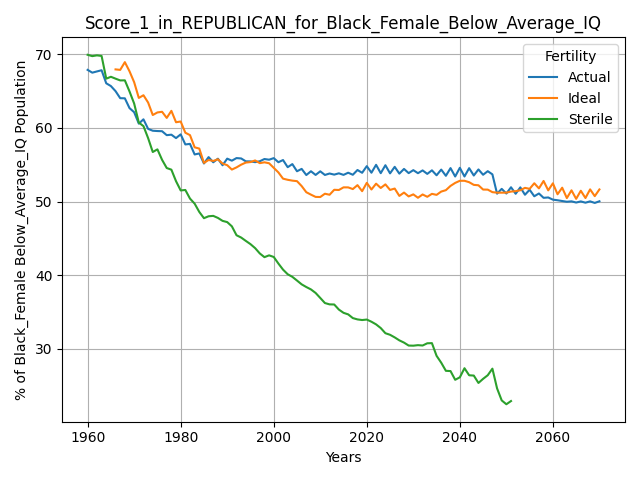 Score_1_in_REPUBLICAN_for_Black_Female_Below_Average_IQ
% of Black_Female Below_Average_IQ Population
70
60
50
40
30
Fertility
Actual
Ideal
Sterile
1960 1980 2000 2020 2040 2060
Years